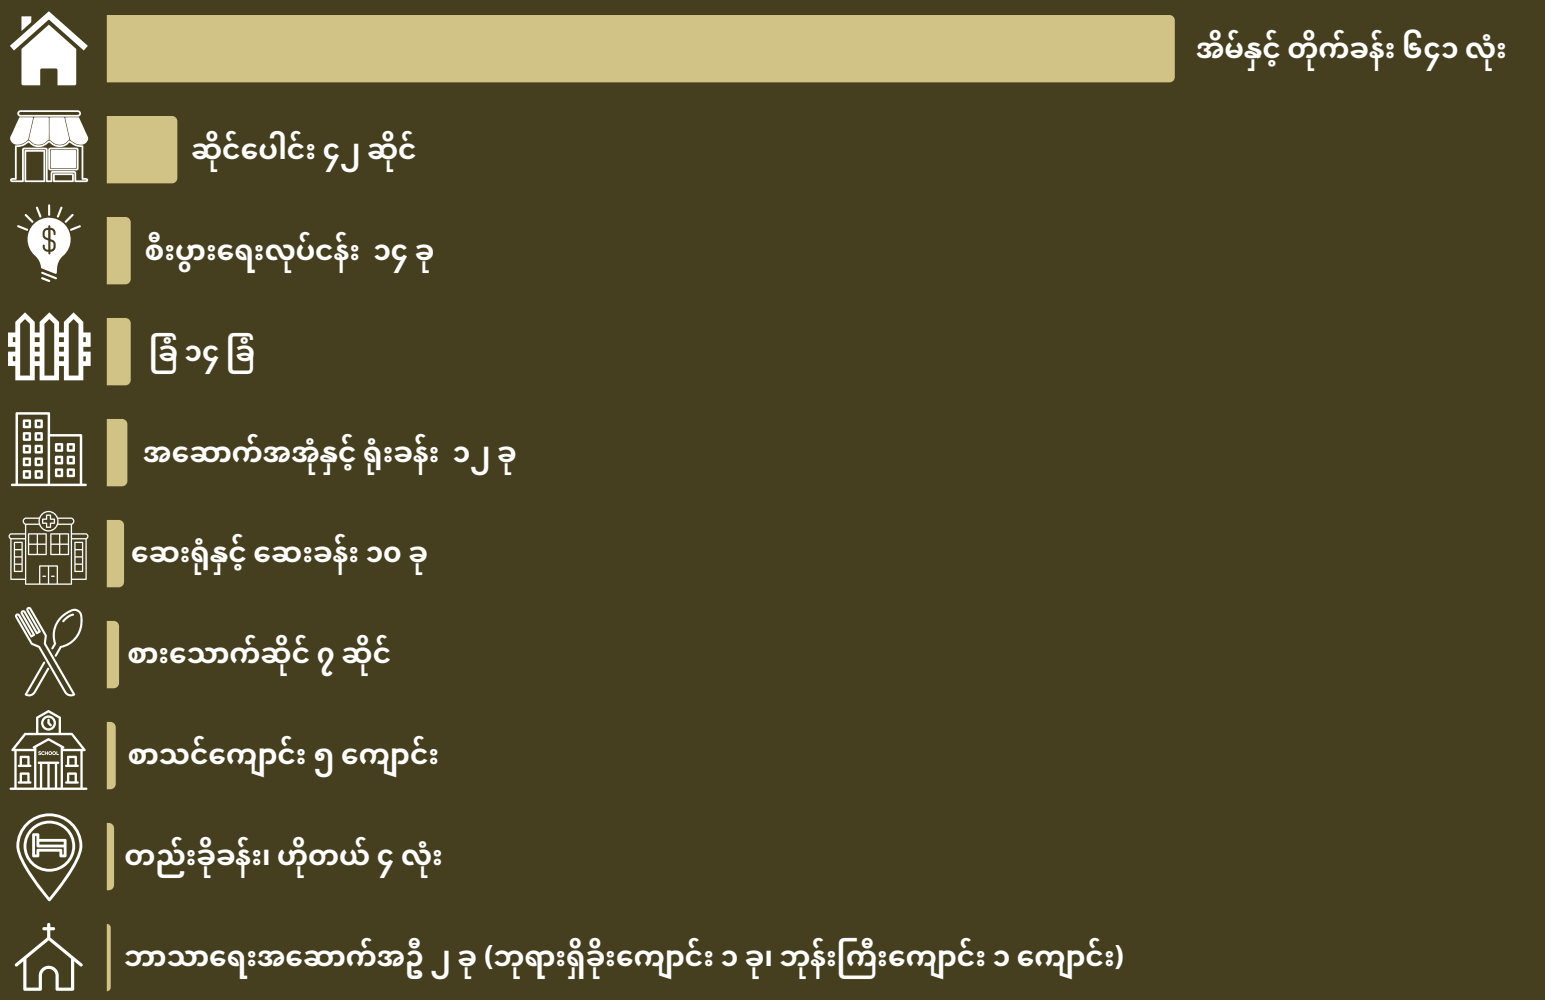 အိမ်နှင့် တိုက်ခန်း ၆၄၁ လုံး
ဆိုင်ပေါင်း ၄၂ ဆိုင်
$
စီးပွားရေးလုပ်ငန်း ၁၄ ခု
ခြံ ၁၄ ခြံ
အဆောက်အအုံနှင့် ရုံးခန်း ၁၂ ခု
ဆေးရုံနှင့် ဆေးခန်း ၁၀ ခု
စားသောက်ဆိုင် ၇ ဆိုင်
SCHOOL
စာသင်ကျောင်း ၅ ကျောင်း
တည်းခိုခန်း၊ ဟိုတယ် ၄ လုံး
ဘာသာရေးအဆောက်အဦ ၂ ခု (ဘုရားရှိခိုးကျောင်း ၁ ခု၊ ဘုန်းကြီးကျောင်း ၁ ကျောင်း)